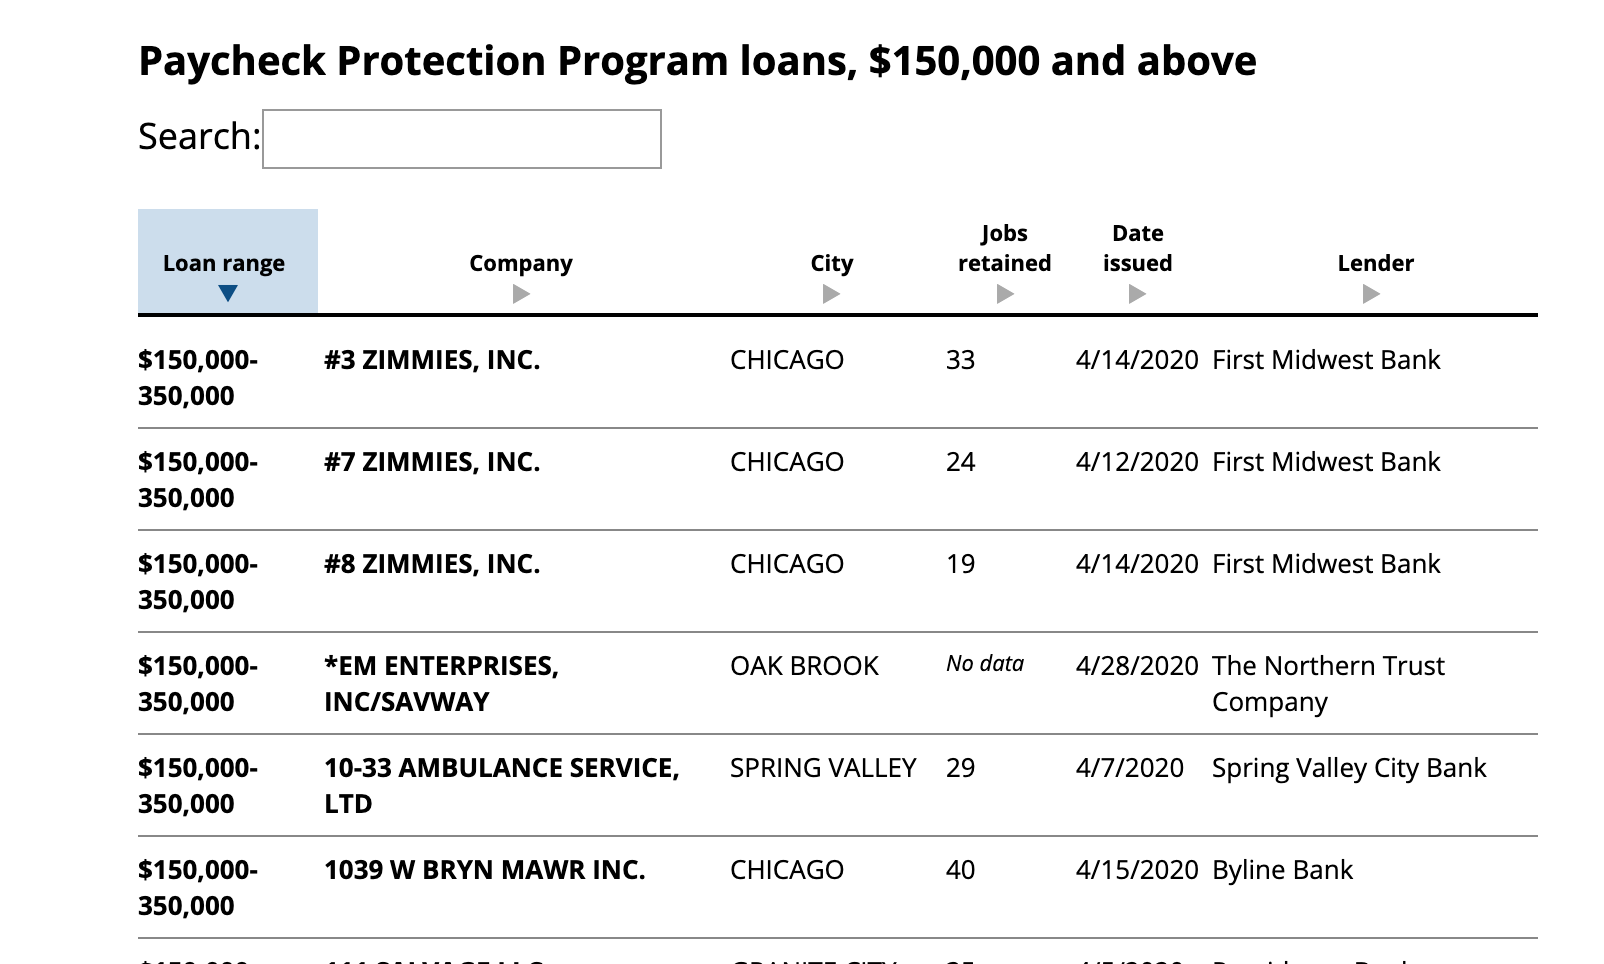 Paycheck Protection Program loans, $150,000 and above
Search:
Loan range
Company
City
Jobs
retained
Date
issued
Lender
$150,000- #3 ZIMMIES, INC. CHICAGO 33 4/14/2020 First Midwest Bank
350,000
$150,000- #7 ZIMMIES, INC. CHICAGO 24 4/12/2020 First Midwest Bank
350,000
$150,000- #8 ZIMMIES, INC. CHICAGO 19 4/14/2020 First Midwest Bank
350,000
$150,000- *EM ENTERPRISES, OAK BROOK No data 4/28/2020 The Northern Trust
350,000 INC/SAVWAY Company
$150,000- 10-33 AMBULANCE SERVICE, SPRING VALLEY 29 4/7/2020 Spring Valley City Bank
350,000 LTD
$150,000- 1039 W BRYN MAWR INC. CHICAGO 40 4/15/2020 Byline Bank
350,000